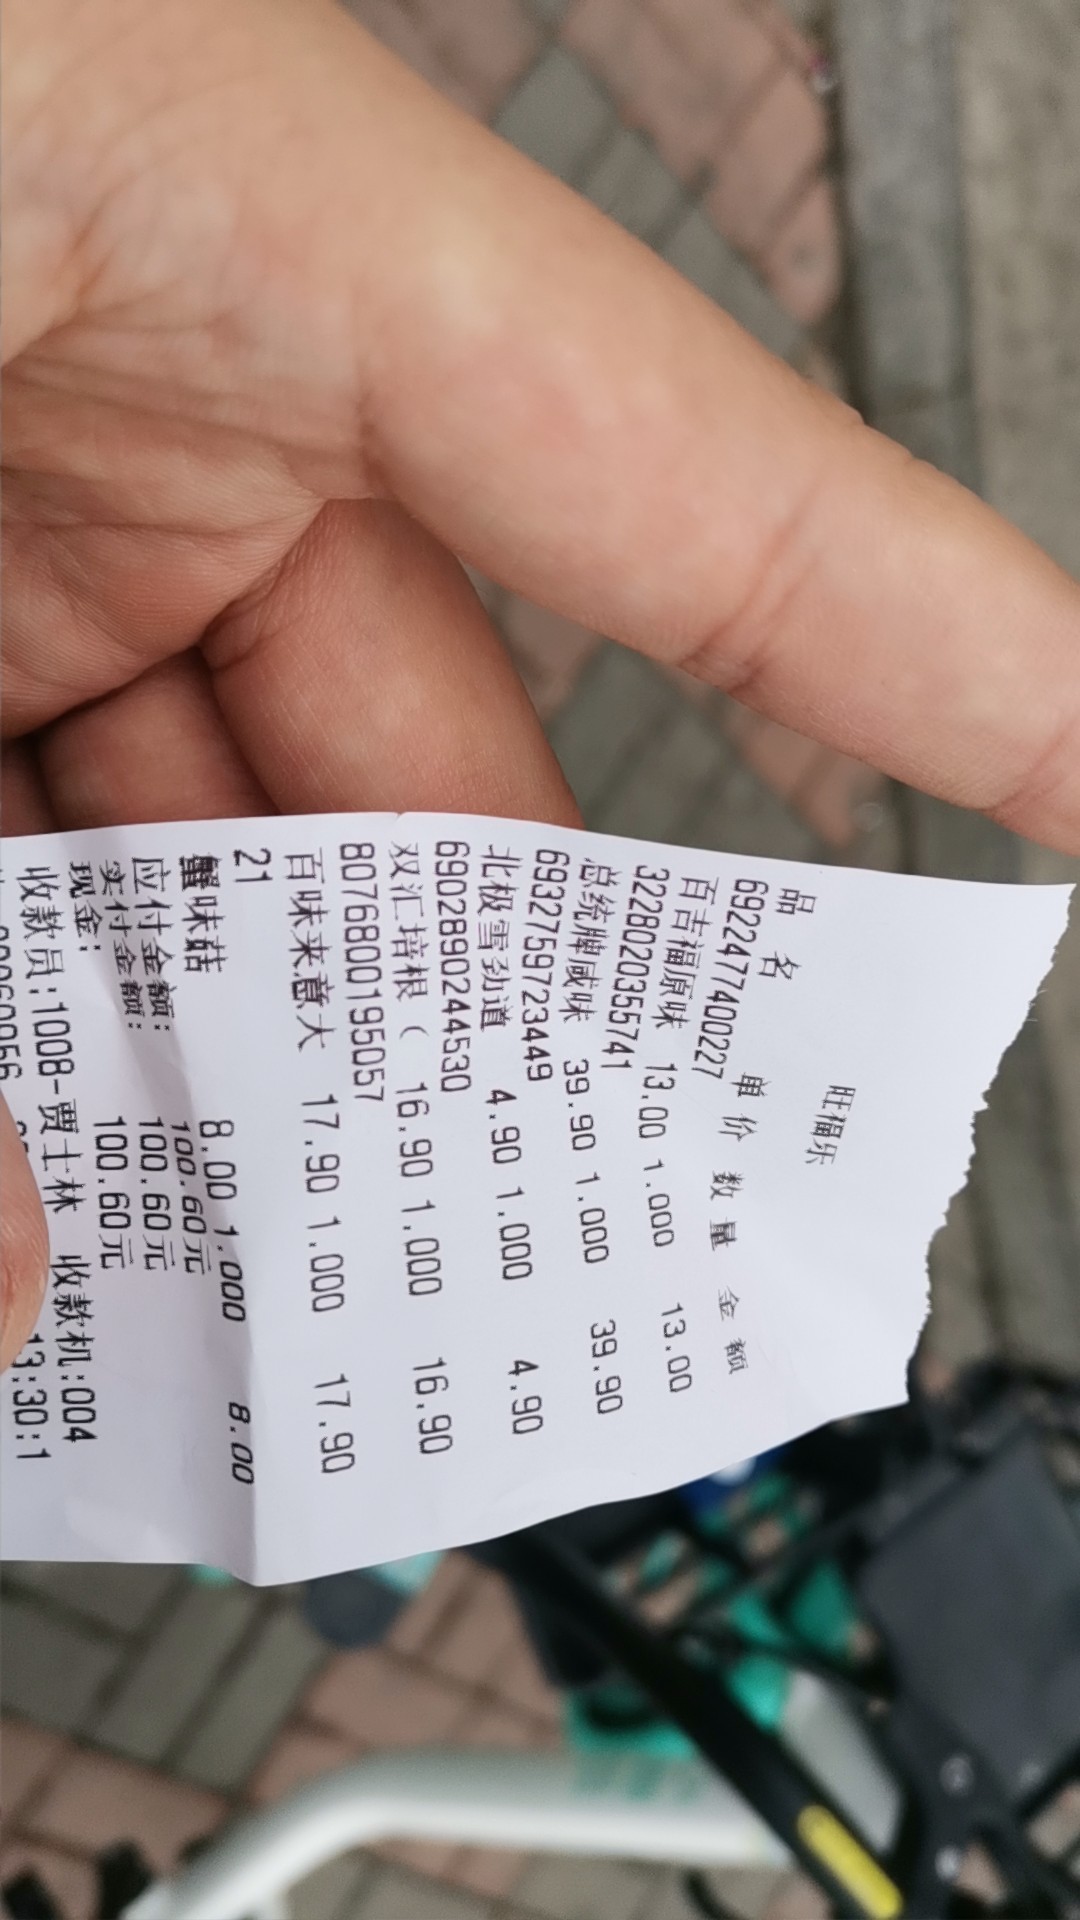 旺福乐
品 名 单 价 数 量 金 额
6922477400227
百吉福原味 13.00 1.000 13.00
3228020355741
总统牌咸味 39.90 1.000 39.90
6932759723449
北极雪劲道 4.90 1.000 4.90
6902890244530
双汇培根（ 16.90 1.000 16.90
8076800195057
百味来意大 17.90 1.000 17.90
21
蟹味菇 8.00 1.000 8.00
应付金额: 100.60元
实付金额: 100.60元
现金: 100.60元
收款员:1008-贾士林 收款机:004
13:30:1